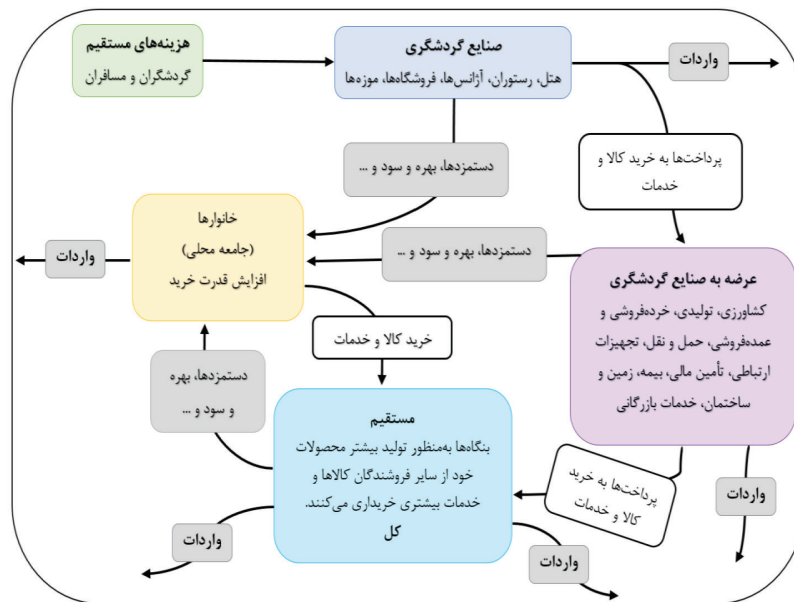 هزینه‌های مستقیم
گردشگران و مسافران
صنایع گردشگری
هتل، رستوران، آژانس‌ها، فروشگاه‌ها، موزه‌ها
واردات
پرداخت‌ها به خرید کالا و
خدمات
دستمزدها، بهره و سود و ...
خانوارها
(جامعه محلی)
افزایش قدرت خرید
واردات
دستمزدها، بهره و سود و ...
عرضه به صنایع گردشگری
کشاورزی، تولیدی، خرده‌فروشی و
عمده‌فروشی، حمل و نقل، تجهیزات
ارتباطی، تأمین مالی، بیمه، زمین و
ساختمان، خدمات بازرگانی
خرید کالا و خدمات
دستمزدها، بهره
و سود و ...
مستقیم
بنگاه‌ها به‌منظور تولید بیشتر محصولات
خود از سایر فروشندگان کالاها و
خدمات بیشتری خریداری می‌کنند.
کل
پرداخت‌ها به خرید
کالا و خدمات
واردات
واردات
واردات